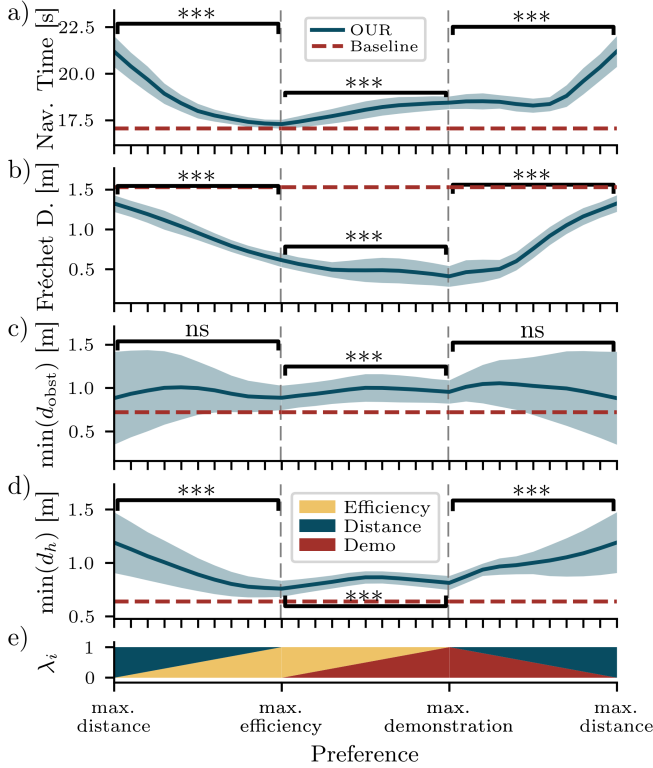 a)
Nav. Time [s]
22.5
20.0
17.5
***
***
***
OUR
Baseline
b)
Fréchet D. [m]
1.5
1.0
0.5
***
***
***
c)
min(d_obst) [m]
1.5
1.0
0.5
ns
***
ns
d)
min(d_h) [m]
1.5
1.0
0.5
***
***
***
Efficiency
Distance
Demo
e)
λ_i
1
0
max. distance
max. efficiency
max. demonstration
max. distance
Preference